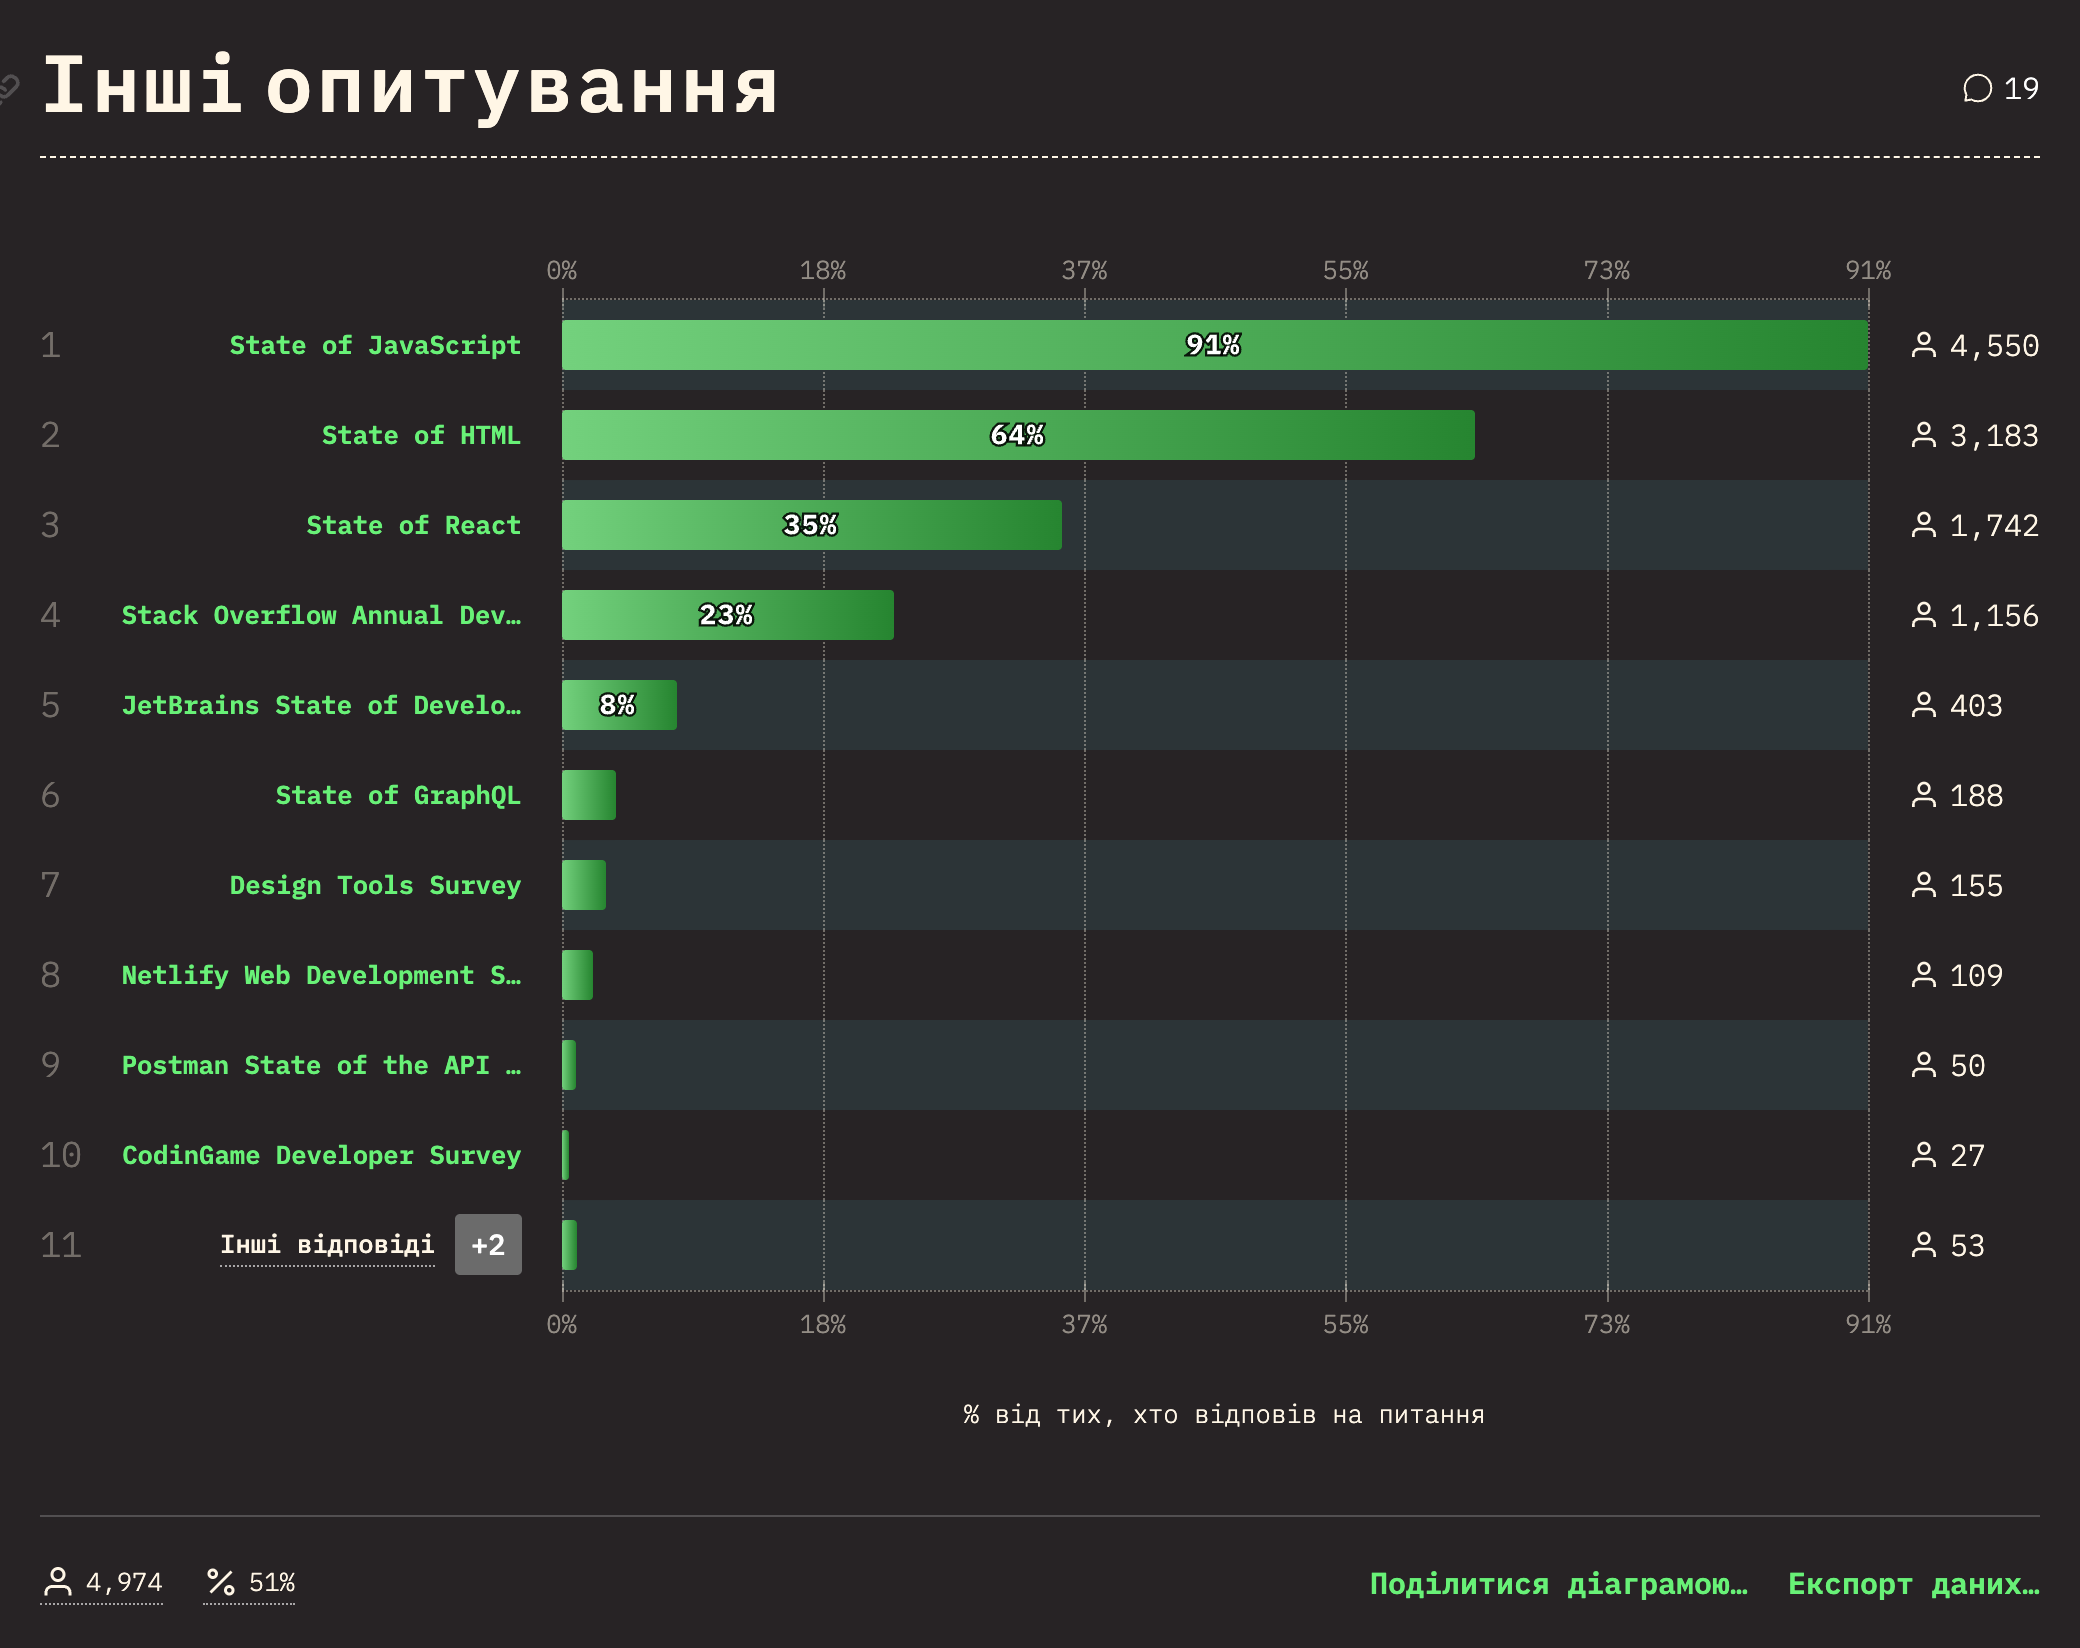 Інші опитування
19
0% 18% 37% 55% 73% 91%
1 State of JavaScript 91% 4,550
2 State of HTML 64% 3,183
3 State of React 35% 1,742
4 Stack Overflow Annual Dev… 23% 1,156
5 JetBrains State of Develo… 8% 403
6 State of GraphQL 188
7 Design Tools Survey 155
8 Netlify Web Development S… 109
9 Postman State of the API … 50
10 CodinGame Developer Survey 27
11 Інші відповіді +2 53
0% 18% 37% 55% 73% 91%
% від тих, хто відповів на питання
4,974 51% Поділитися діаграмою… Експорт даних…